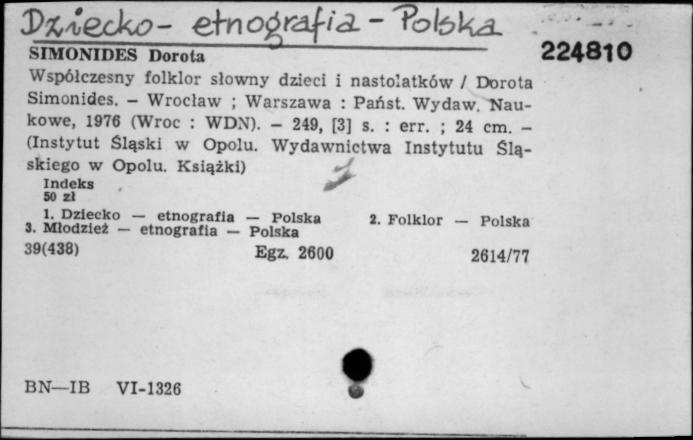 Dziecko - etnografia - Polska
SIMONIDES Dorota
224810
Współczesny folklor słowny dzieci i nastolatków / Dorota
Simonides. — Wrocław ; Warszawa : Państ. Wydaw. Nau-
kowe, 1976 (Wroc : WDN). — 249, [3] s. : err. ; 24 cm. —
(Instytut Śląski w Opolu. Wydawnictwa Instytutu Ślą-
skiego w Opolu. Książki)
Indeks
50 zł
1. Dziecko — etnografia — Polska 2. Folklor — Polska
3. Młodzież — etnografia — Polska
39(438) Egz. 2600 2614/77
BN—IB VI-1326